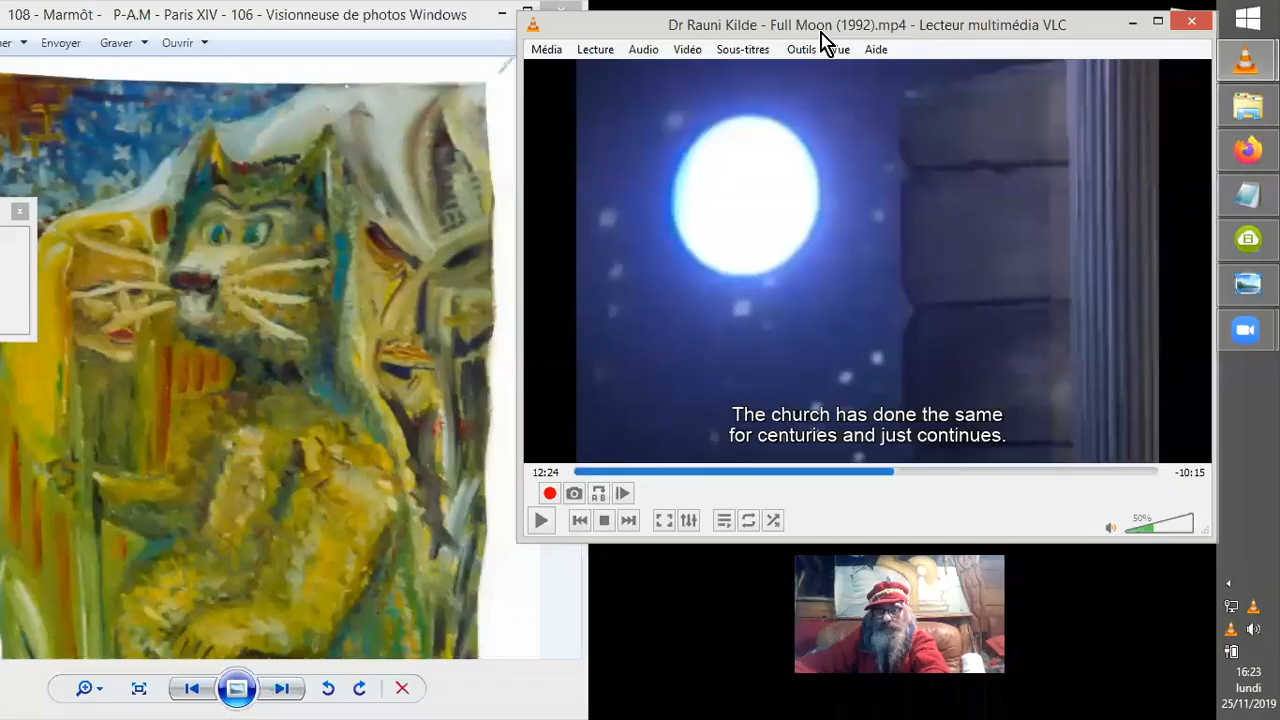 108 - Marmôt - P-A.M - Paris XIV - 106 - Visionneuse de photos Windows
Envoyer Graver Ouvrir
x
Dr Rauni Kilde - Full Moon (1992).mp4 - Lecteur multimédia VLC
Média Lecture Audio Vidéo Sous-titres Outils Aide
The church has done the same
for centuries and just continues.
12:24 -10:15
A B
50%
16:23
lundi
25/11/2019